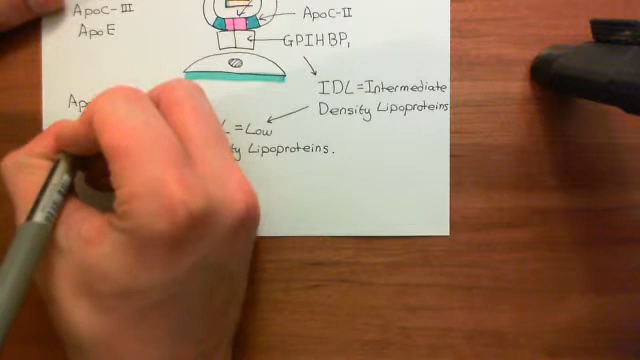 ApoC-III
ApoE
ApoC-II
GPIHBP₁
IDL = Intermediate
Density Lipoproteins
= Low
Lipoproteins.